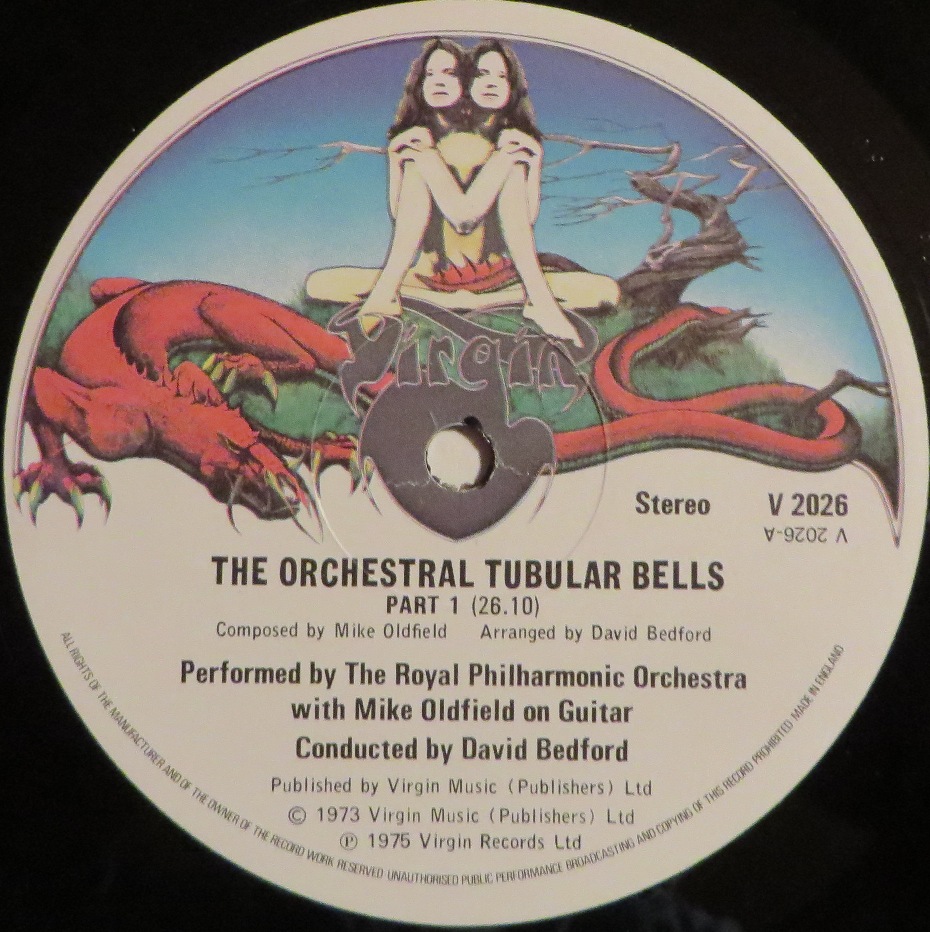 Virgin
Stereo V 2026
V 2026-A
THE ORCHESTRAL TUBULAR BELLS
PART 1 (26.10)
Composed by Mike Oldfield Arranged by David Bedford
Performed by The Royal Philharmonic Orchestra
with Mike Oldfield on Guitar
Conducted by David Bedford
Published by Virgin Music (Publishers) Ltd
© 1973 Virgin Music (Publishers) Ltd
℗ 1975 Virgin Records Ltd
ALL RIGHTS OF THE MANUFACTURER AND OF THE OWNER OF THE RECORD WORK RESERVED UNAUTHORISED PUBLIC PERFORMANCE BROADCASTING AND COPYING OF THIS RECORD PROHIBITED MADE IN ENGLAND